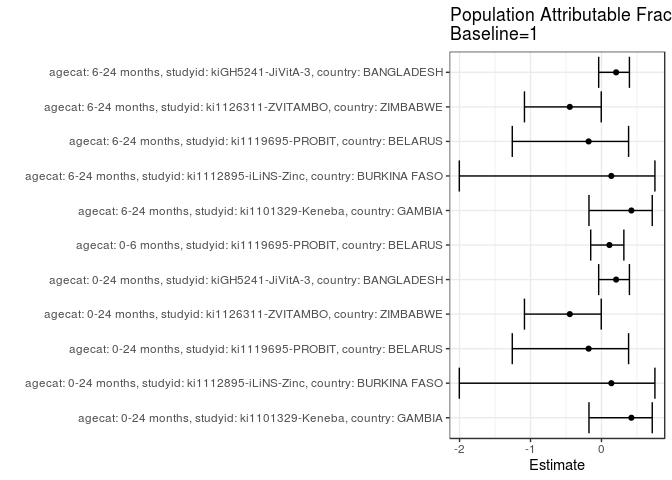 Population Attributable Frac
Baseline=1
agecat: 6-24 months, studyid: kiGH5241-JiVitA-3, country: BANGLADESH
agecat: 6-24 months, studyid: ki1126311-ZVITAMBO, country: ZIMBABWE
agecat: 6-24 months, studyid: ki1119695-PROBIT, country: BELARUS
agecat: 6-24 months, studyid: ki1112895-iLiNS-Zinc, country: BURKINA FASO
agecat: 6-24 months, studyid: ki1101329-Keneba, country: GAMBIA
agecat: 0-6 months, studyid: ki1119695-PROBIT, country: BELARUS
agecat: 0-24 months, studyid: kiGH5241-JiVitA-3, country: BANGLADESH
agecat: 0-24 months, studyid: ki1126311-ZVITAMBO, country: ZIMBABWE
agecat: 0-24 months, studyid: ki1119695-PROBIT, country: BELARUS
agecat: 0-24 months, studyid: ki1112895-iLiNS-Zinc, country: BURKINA FASO
agecat: 0-24 months, studyid: ki1101329-Keneba, country: GAMBIA
-2 -1 0
Estimate